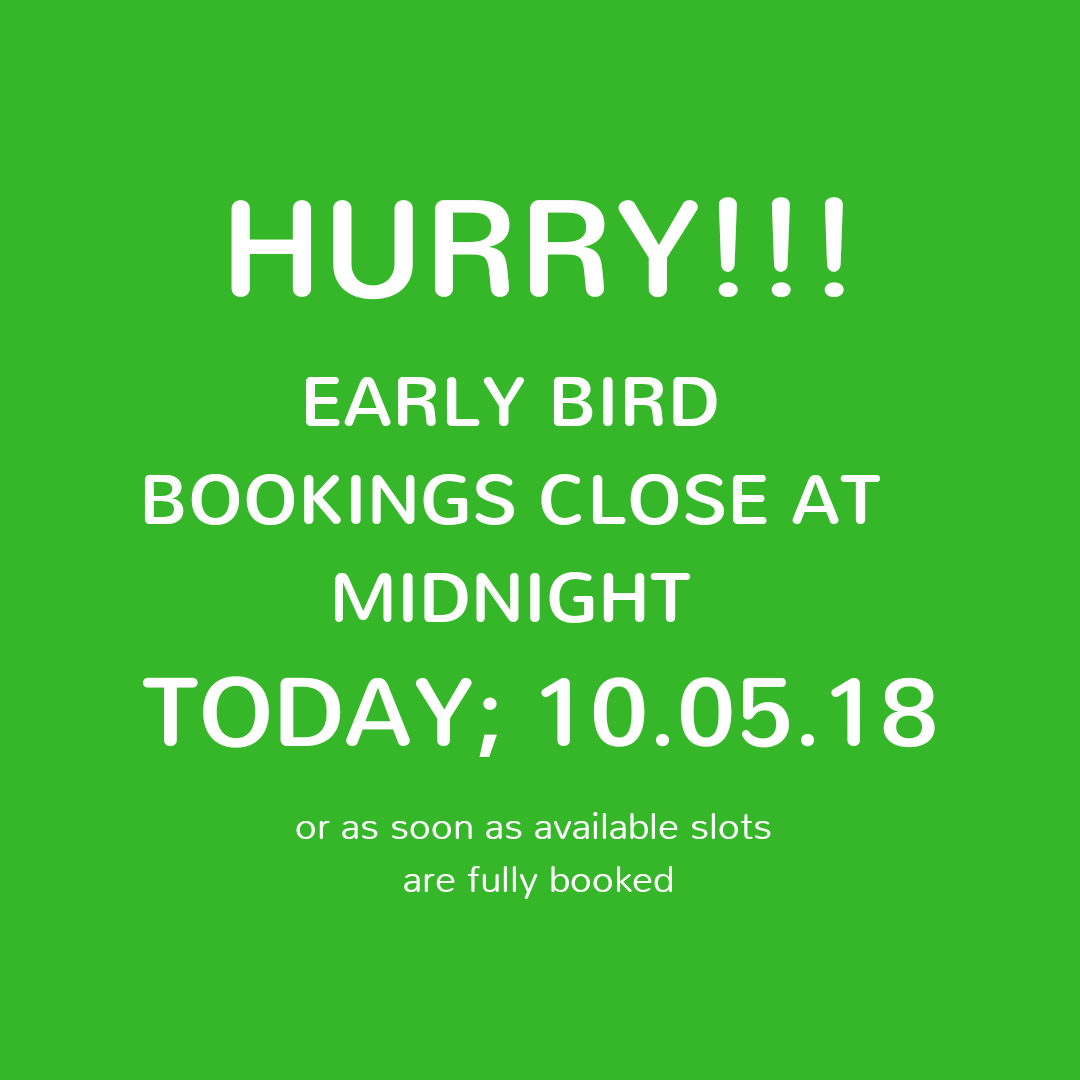 HURRY!!!
EARLY BIRD
BOOKINGS CLOSE AT
MIDNIGHT
TODAY; 10.05.18
or as soon as available slots
are fully booked